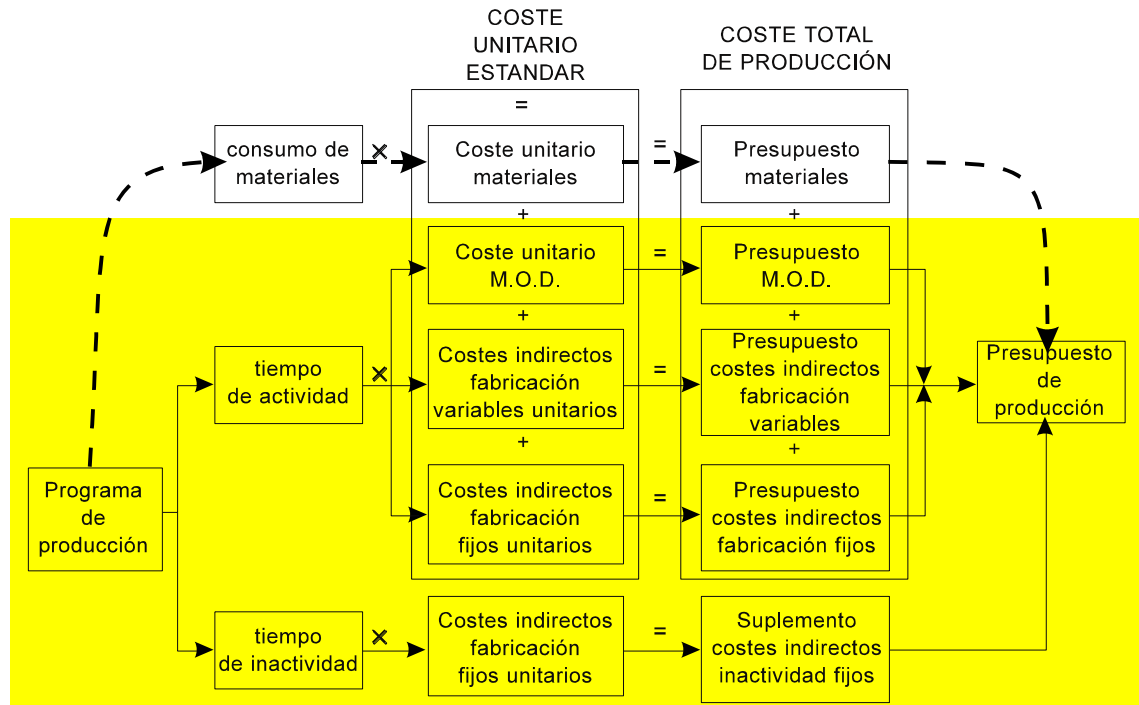 COSTE
UNITARIO
ESTANDAR
COSTE TOTAL
DE PRODUCCIÓN
=
consumo de
materiales
×
Coste unitario
materiales
=
Presupuesto
materiales
+
+
Coste unitario
M.O.D.
=
Presupuesto
M.O.D.
+
+
tiempo
de actividad
×
Costes indirectos
fabricación
variables unitarios
=
Presupuesto
costes indirectos
fabricación
variables
Presupuesto
de
producción
+
+
Programa
de
producción
Costes indirectos
fabricación
fijos unitarios
=
Presupuesto
costes indirectos
fabricación fijos
tiempo
de inactividad
×
Costes indirectos
fabricación
fijos unitarios
=
Suplemento
costes indirectos
inactividad fijos